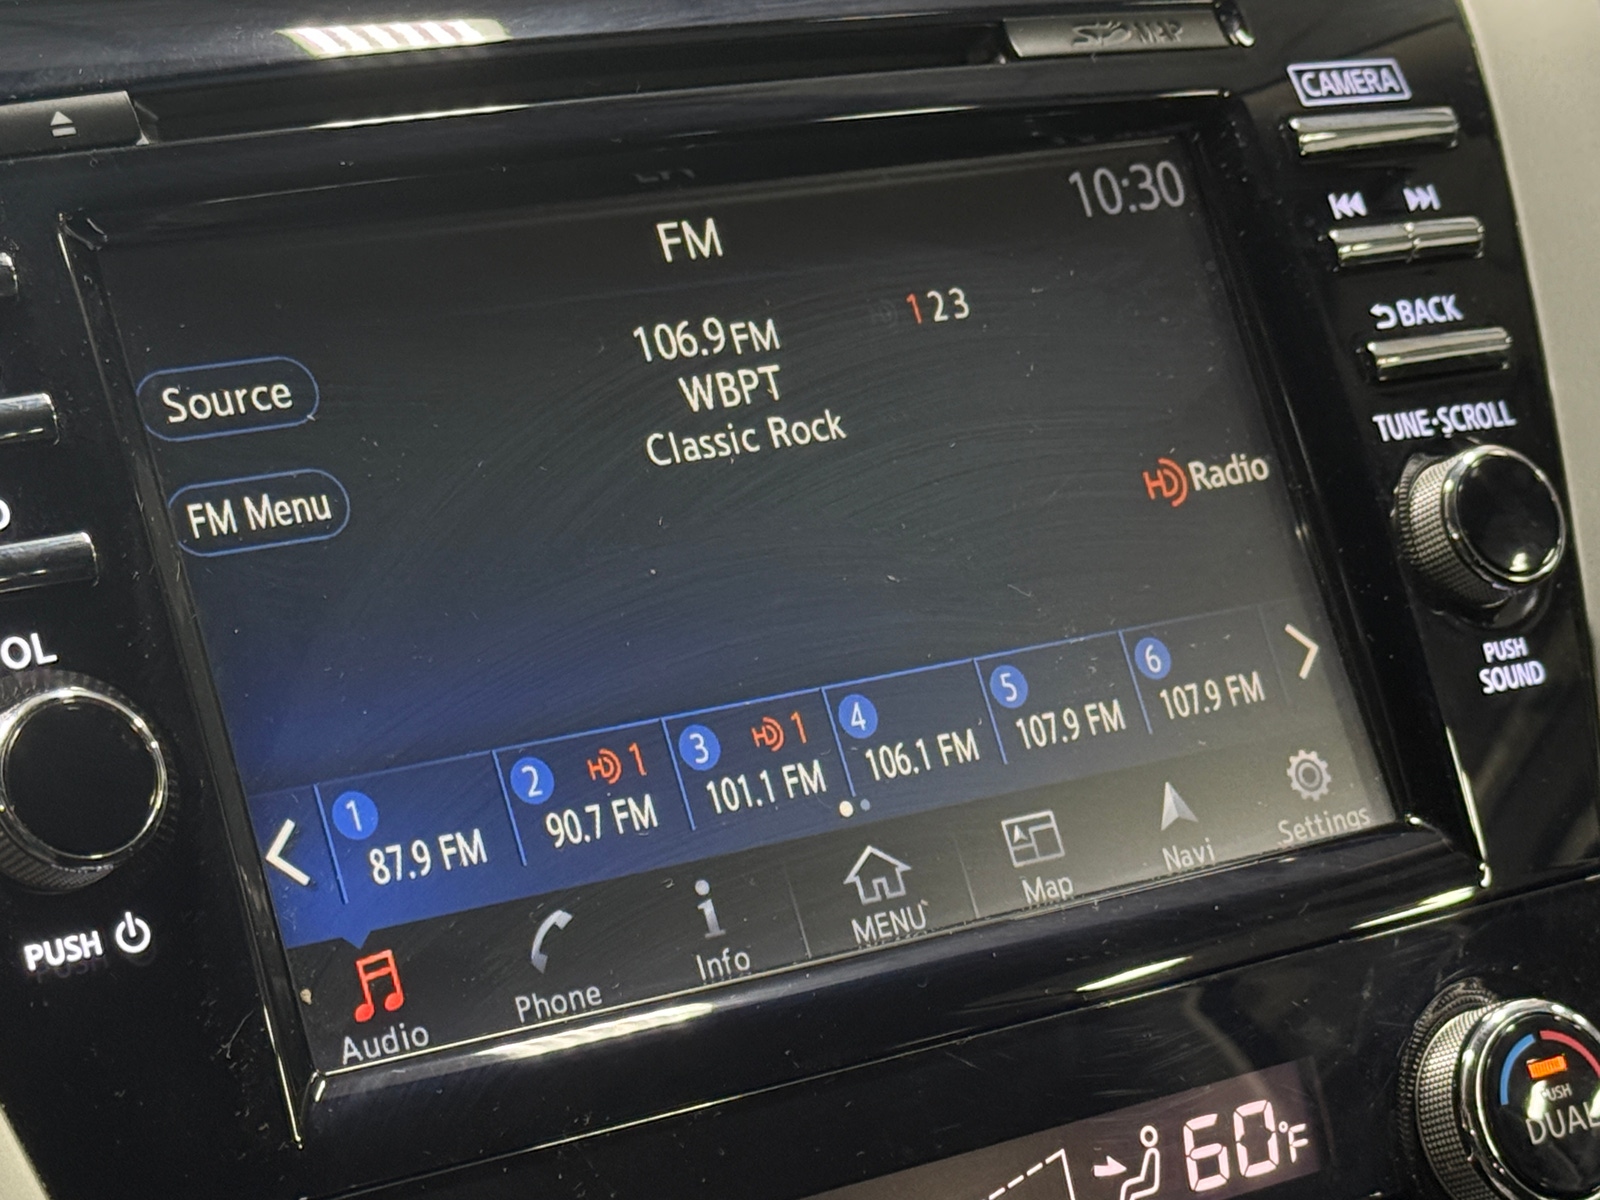 MAP
CAMERA
10:30
FM
106.9 FM
123
WBPT
Classic Rock
Source
FM Menu
HD Radio
BACK
TUNE·SCROLL
PUSH
SOUND
OL
PUSH
1
87.9 FM
2 HD 1
90.7 FM
3 HD 1
101.1 FM
4
106.1 FM
5
107.9 FM
6
107.9 FM
Audio
Phone
Info
MENU
Map
Navi
Settings
60°F
PUSH
DUAL